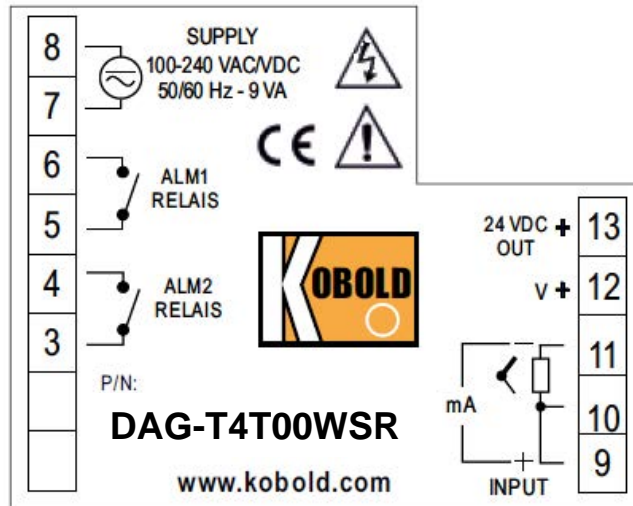 8
7
6
5
4
3
SUPPLY
100-240 VAC/VDC
50/60 Hz - 9 VA
CE
ALM1
RELAIS
ALM2
RELAIS
KOBOLD
P/N:
DAG-T4T00WSR
www.kobold.com
24 VDC +
OUT
V +
mA
INPUT
13
12
11
10
9